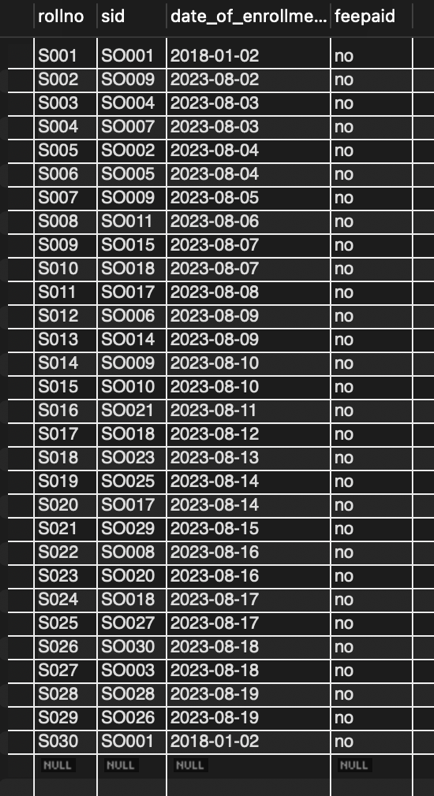 rollno sid date_of_enrollme... feepaid
S001 SO001 2018-01-02 no
S002 SO009 2023-08-02 no
S003 SO004 2023-08-03 no
S004 SO007 2023-08-03 no
S005 SO002 2023-08-04 no
S006 SO005 2023-08-04 no
S007 SO009 2023-08-05 no
S008 SO011 2023-08-06 no
S009 SO015 2023-08-07 no
S010 SO018 2023-08-07 no
S011 SO017 2023-08-08 no
S012 SO006 2023-08-09 no
S013 SO014 2023-08-09 no
S014 SO009 2023-08-10 no
S015 SO010 2023-08-10 no
S016 SO021 2023-08-11 no
S017 SO018 2023-08-12 no
S018 SO023 2023-08-13 no
S019 SO025 2023-08-14 no
S020 SO017 2023-08-14 no
S021 SO029 2023-08-15 no
S022 SO008 2023-08-16 no
S023 SO020 2023-08-16 no
S024 SO018 2023-08-17 no
S025 SO027 2023-08-17 no
S026 SO030 2023-08-18 no
S027 SO003 2023-08-18 no
S028 SO028 2023-08-19 no
S029 SO026 2023-08-19 no
S030 SO001 2018-01-02 no
NULL NULL NULL NULL